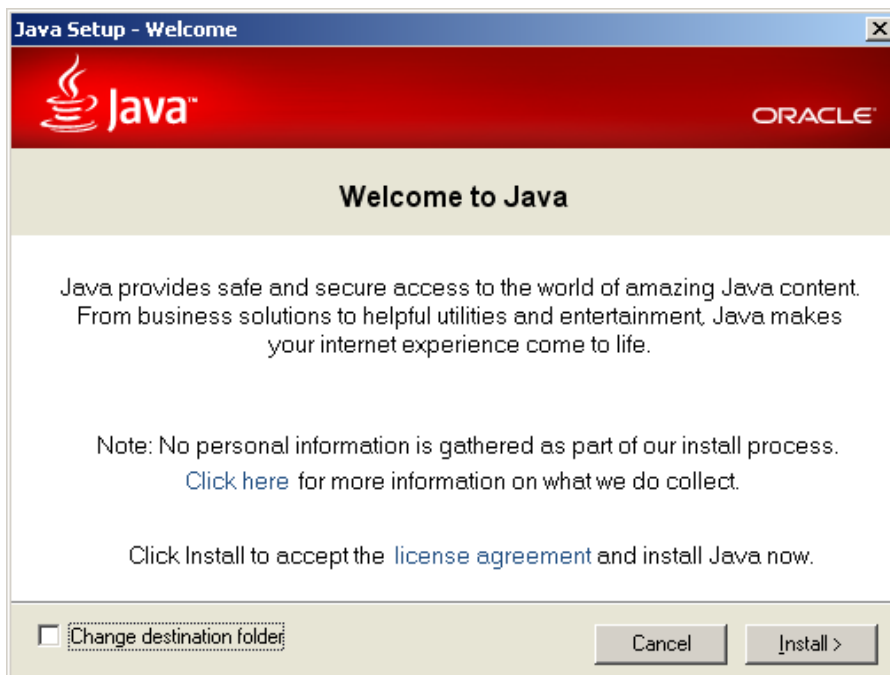 Java Setup - Welcome
Java™
ORACLE
Welcome to Java
Java provides safe and secure access to the world of amazing Java content.
From business solutions to helpful utilities and entertainment, Java makes
your internet experience come to life.
Note: No personal information is gathered as part of our install process.
Click here for more information on what we do collect.
Click Install to accept the license agreement and install Java now.
Change destination folder
Cancel
Install >